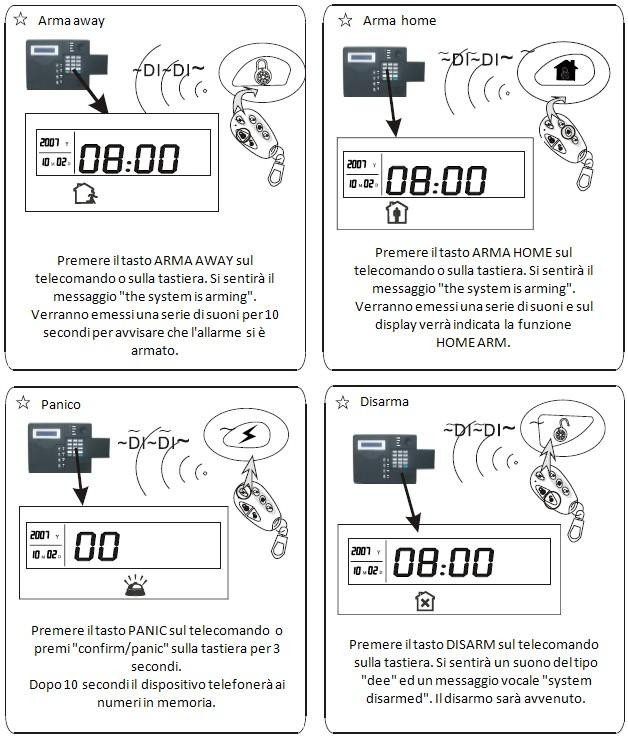 ☆ Arma away
~DI~DI~
2007 Y
10 M 02 D
08:00
Premere il tasto ARMA AWAY sul
telecomando o sulla tastiera. Si sentirà il
messaggio "the system is arming".
Verranno emessi una serie di suoni per 10
secondi per avvisare che l'allarme si è
armato.
☆ Arma home
~DI~DI~
2007 Y
10 M 02 D
08:00
Premere il tasto ARMA HOME sul
telecomando o sulla tastiera. Si sentirà il
messaggio "the system is arming".
Verranno emessi una serie di suoni e sul
display verrà indicata la funzione
HOME ARM.
☆ Panico
~DI~DI~
2007 Y
10 M 02 D
00
Premere il tasto PANIC sul telecomando o
premi "confirm/panic" sulla tastiera per 3
secondi.
Dopo 10 secondi il dispositivo telefonerà ai
numeri in memoria.
☆ Disarma
~DI~DI~
2007 Y
10 M 02 D
08:00
Premere il tasto DISARM sul telecomando
sulla tastiera. Si sentirà un suono del tipo
"dee" ed un messaggio vocale "system
disarmed". Il disarmo sarà avvenuto.